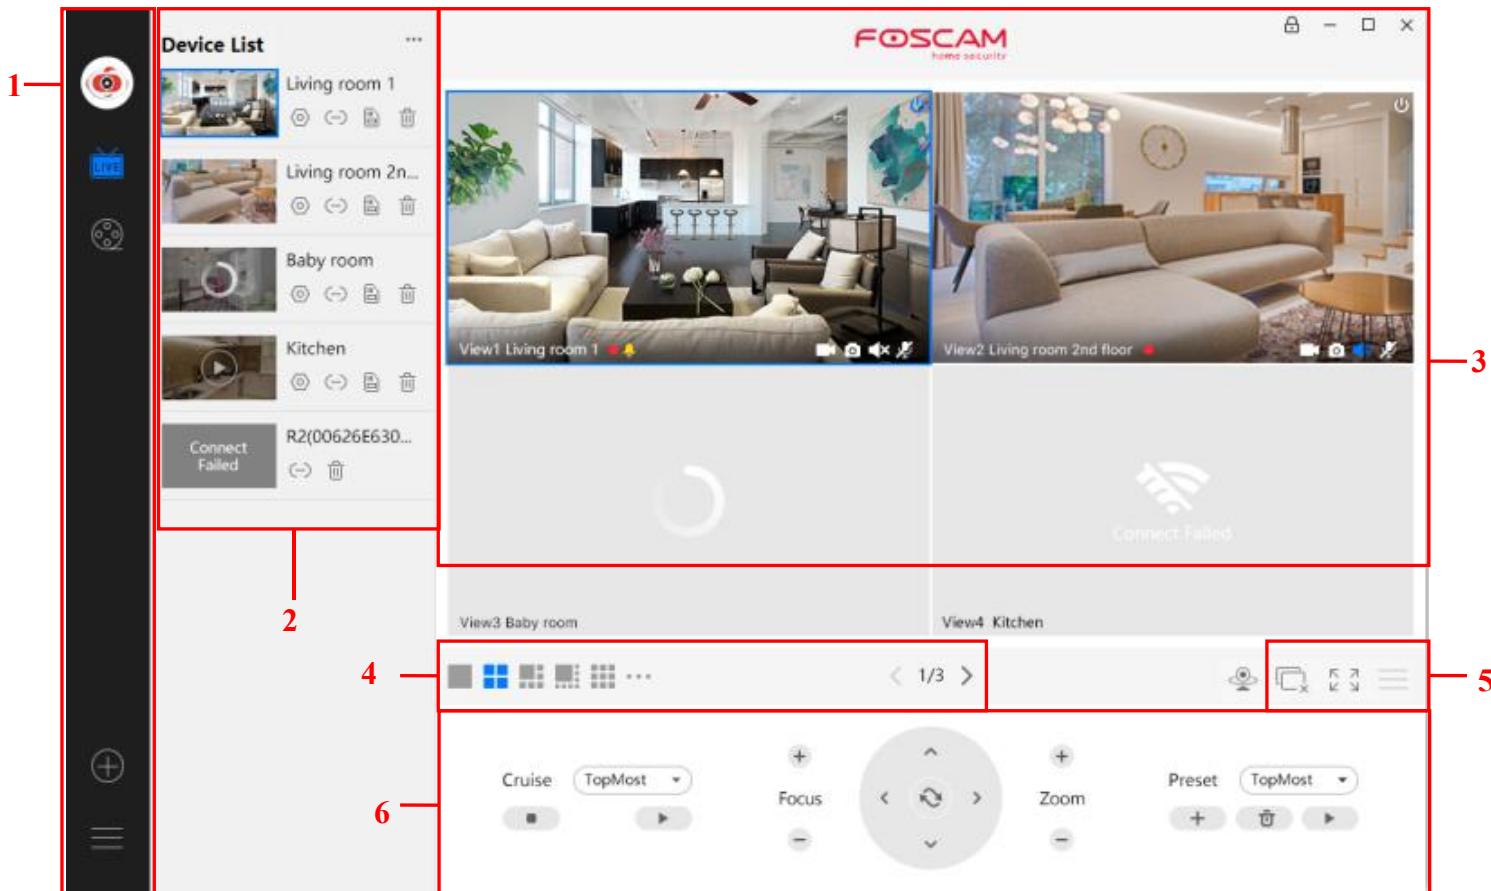 FOSCAM
home security
Device List
...
1
LIVE
Living room 1
Living room 2n...
Baby room
Kitchen
Connect
Failed
R2(00626E630...
2
View1 Living room 1
View2 Living room 2nd floor
3
Connect Failed
View3 Baby room
View4 Kitchen
4
...
1/3
5
6
Cruise
TopMost
Focus
Zoom
Preset
TopMost